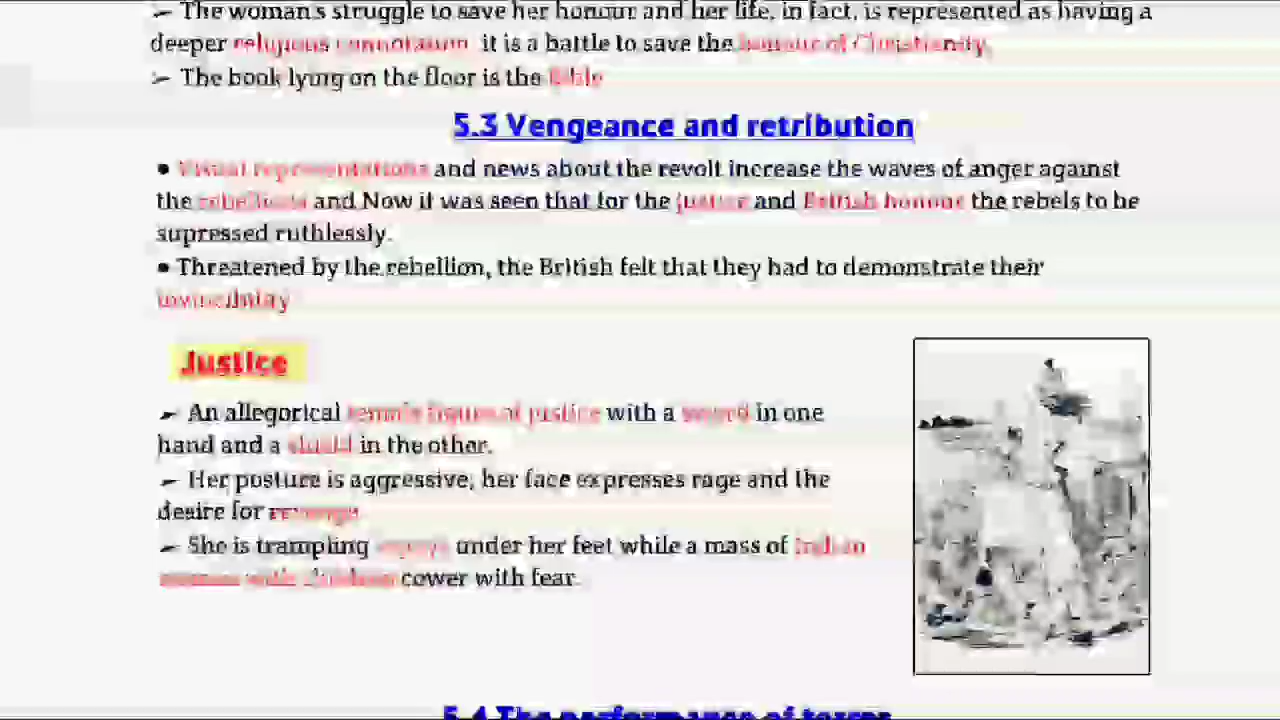 ➢ The woman's struggle to save her honour and her life, in fact, is represented as having a
deeper religious connotation, it is a battle to save the honour of Christianity.
➢ The book lying on the floor is the Bible
5.3 Vengeance and retribution
● Visual representations and news about the revolt increase the waves of anger against
the rebellions and Now it was seen that for the justice and British honour the rebels to be
supressed ruthlessly.
● Threatened by the rebellion, the British felt that they had to demonstrate their
invincibility
Justice
➢ An allegorical female figure of justice with a sword in one
hand and a shield in the other.
➢ Her posture is aggressive; her face expresses rage and the
desire for revenge
➢ She is trampling sepoys under her feet while a mass of Indian
women with children cower with fear.
5.4 The performance of terror